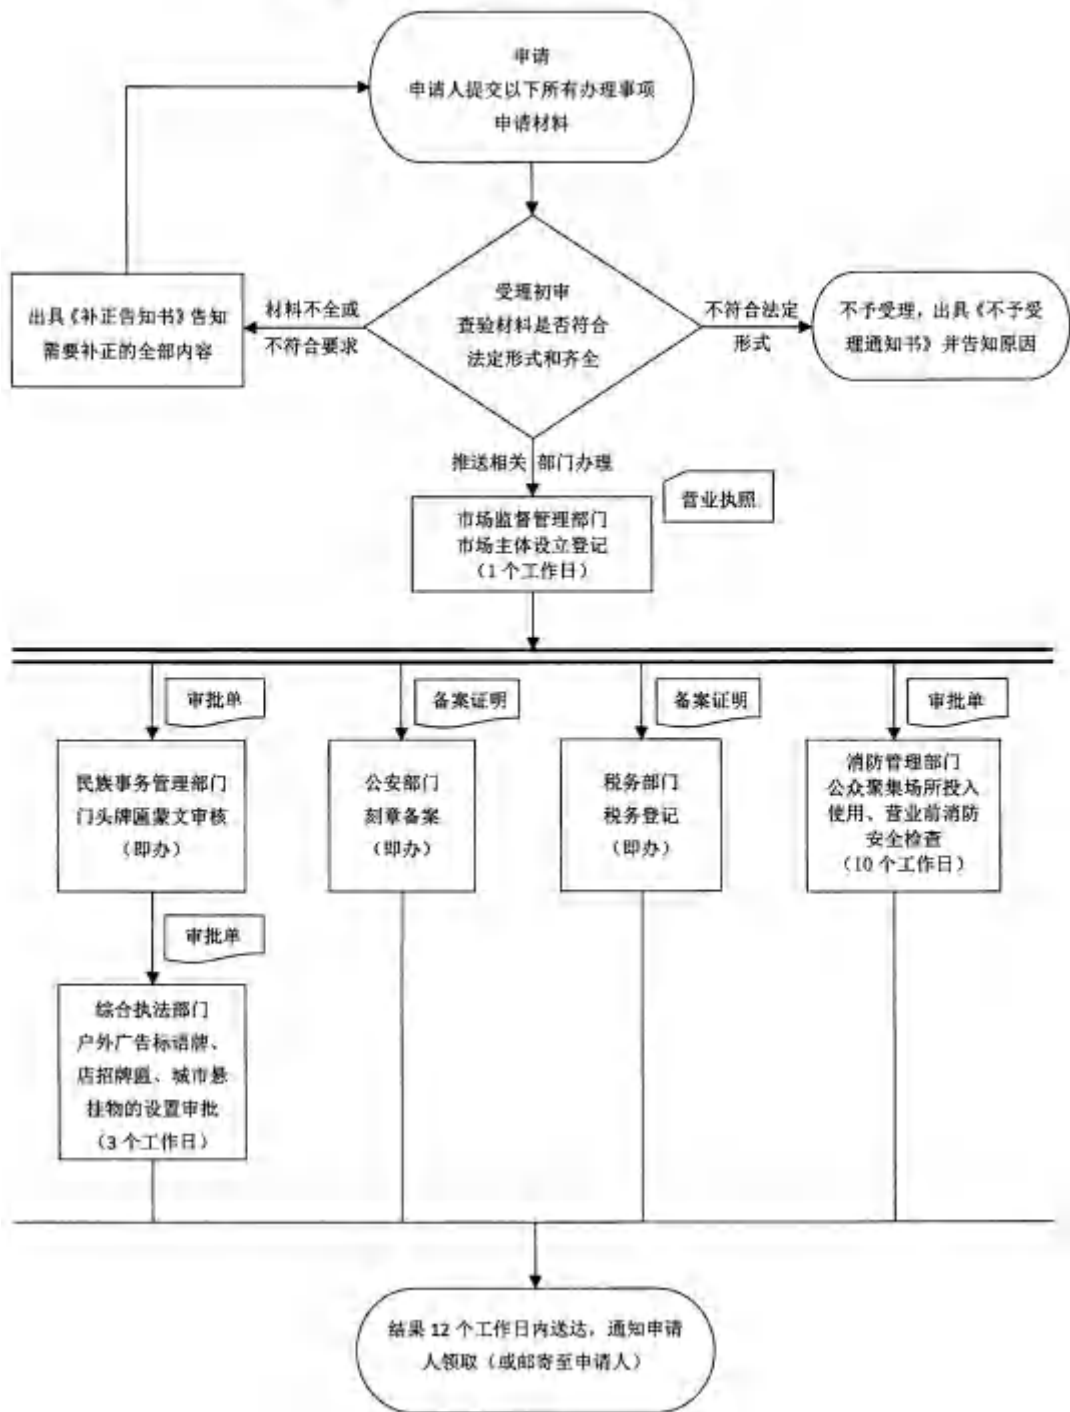 申请
申请人提交以下所有办理事项
申请材料
出具《补正告知书》告知
需要补正的全部内容
材料不全或
不符合要求
受理初审
查验材料是否符合
法定形式和齐全
不符合法定
形式
不予受理，出具《不予受
理通知书》并告知原因
推送相关 部门办理
营业执照
市场监督管理部门
市场主体设立登记
（1 个工作日）
审批单
备案证明
备案证明
审批单
民族事务管理部门
门头牌匾蒙文审核
（即办）
公安部门
刻章备案
（即办）
税务部门
税务登记
（即办）
消防管理部门
公众聚集场所投入
使用、营业前消防
安全检查
（10 个工作日）
审批单
综合执法部门
户外广告标语牌、
店招牌匾、城市悬
挂物的设置审批
（3 个工作日）
结果 12 个工作日内送达，通知申请
人领取（或邮寄至申请人）